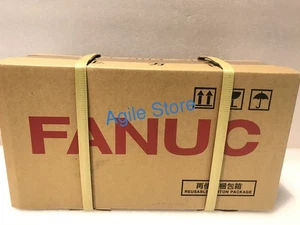 Agile Store
FANUC
REUSABLE CARTON PACKAGE